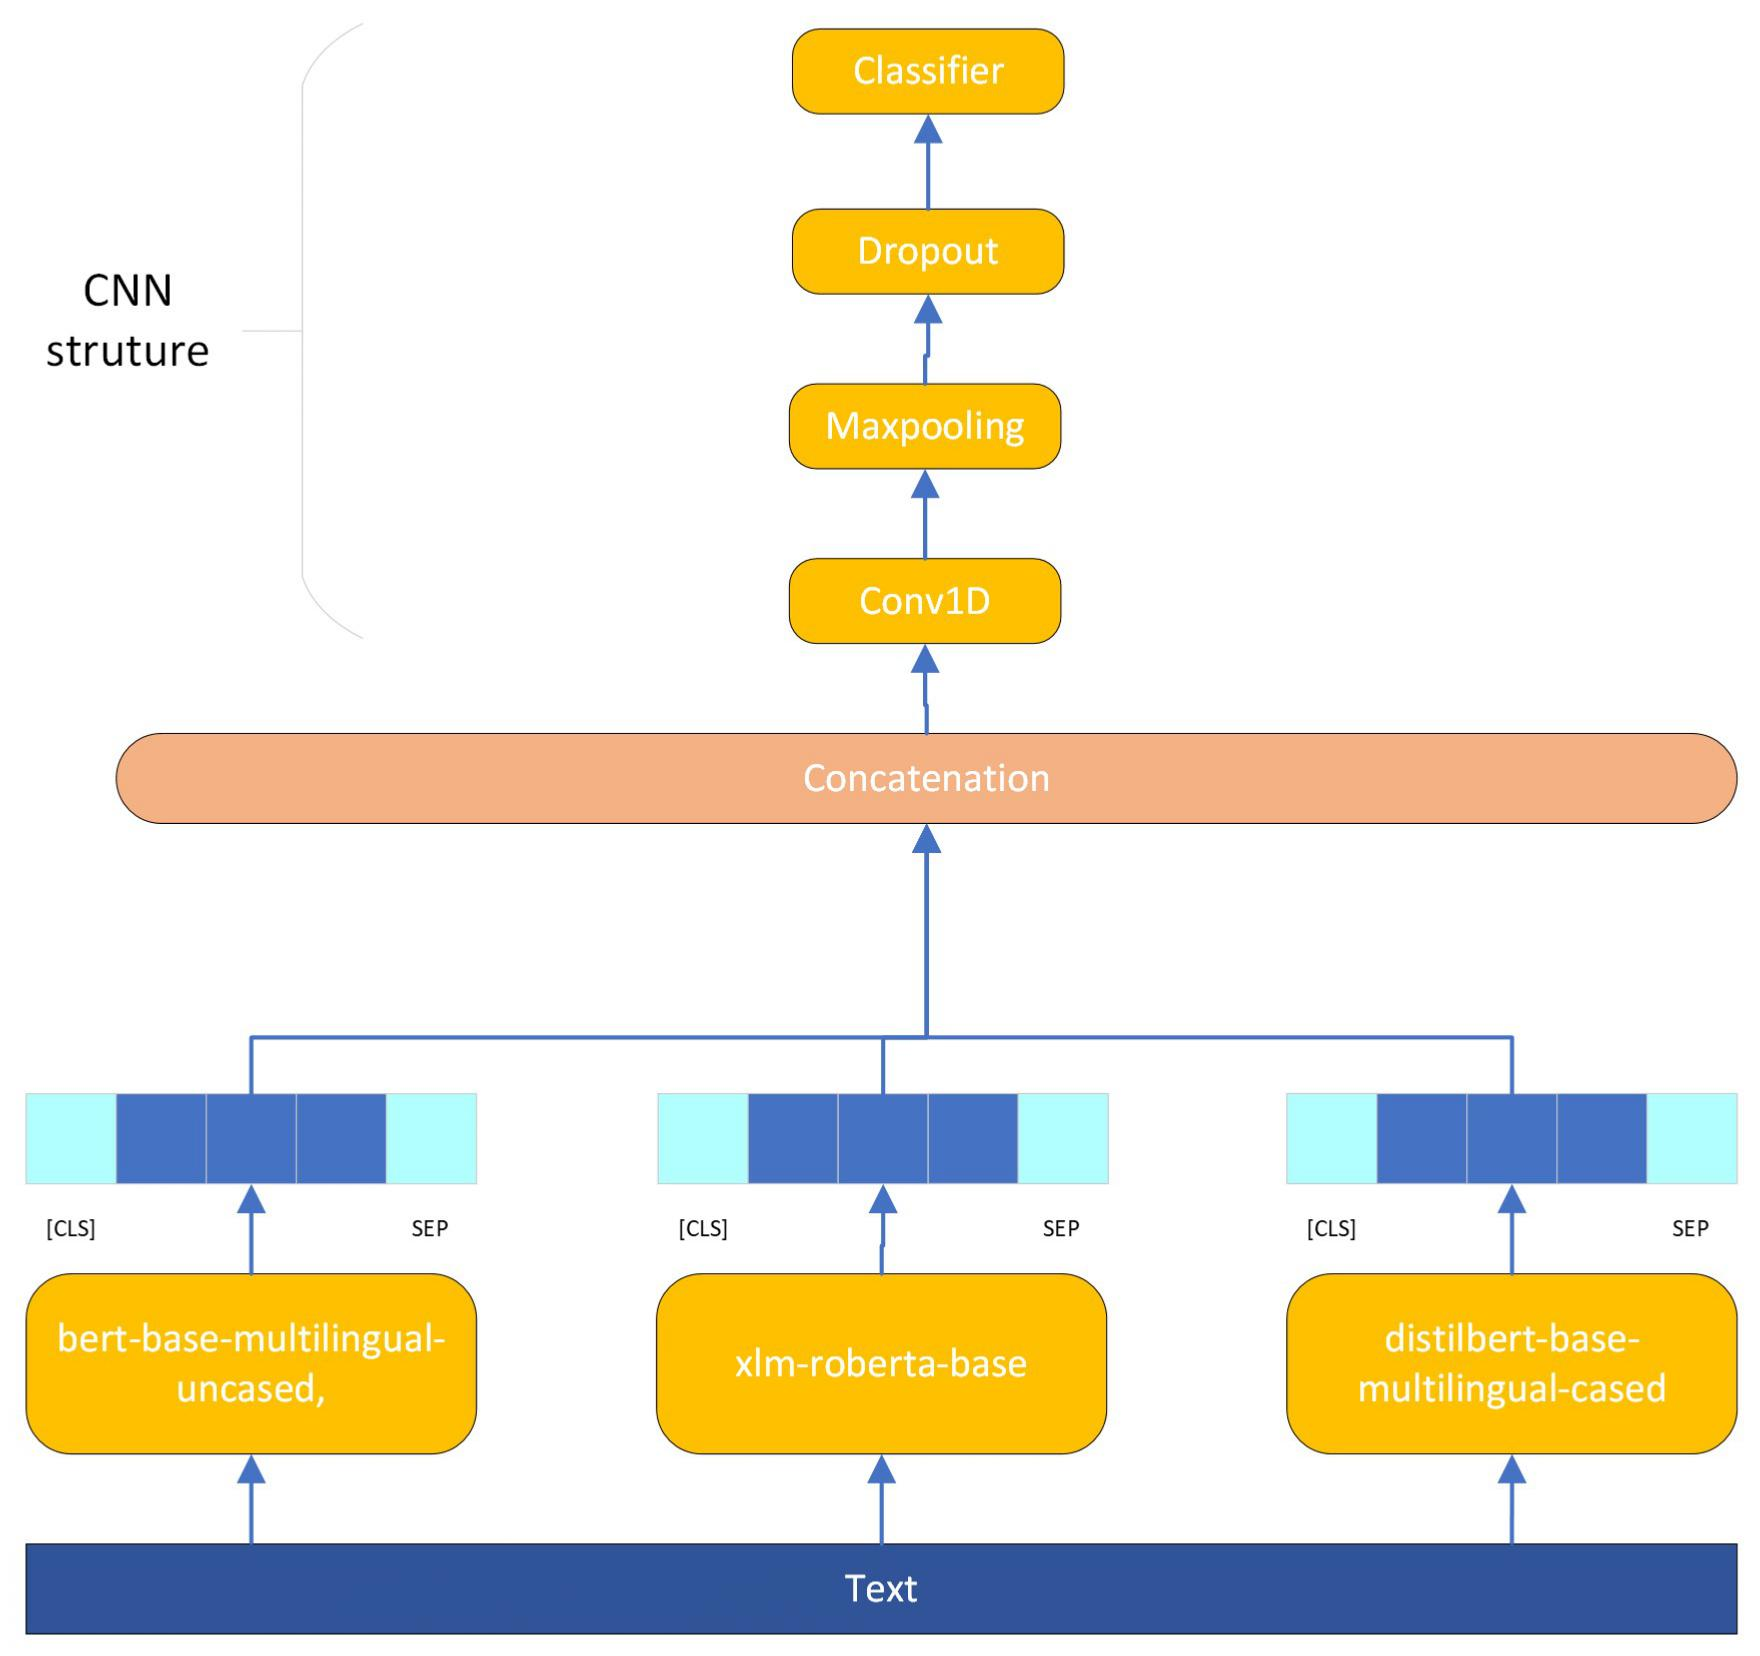 Classifier
Dropout
CNN
struture
Maxpooling
Conv1D
Concatenation
[CLS]
SEP
[CLS]
SEP
[CLS]
SEP
bert-base-multilingual-
uncased,
xlm-roberta-base
distilbert-base-
multilingual-cased
Text